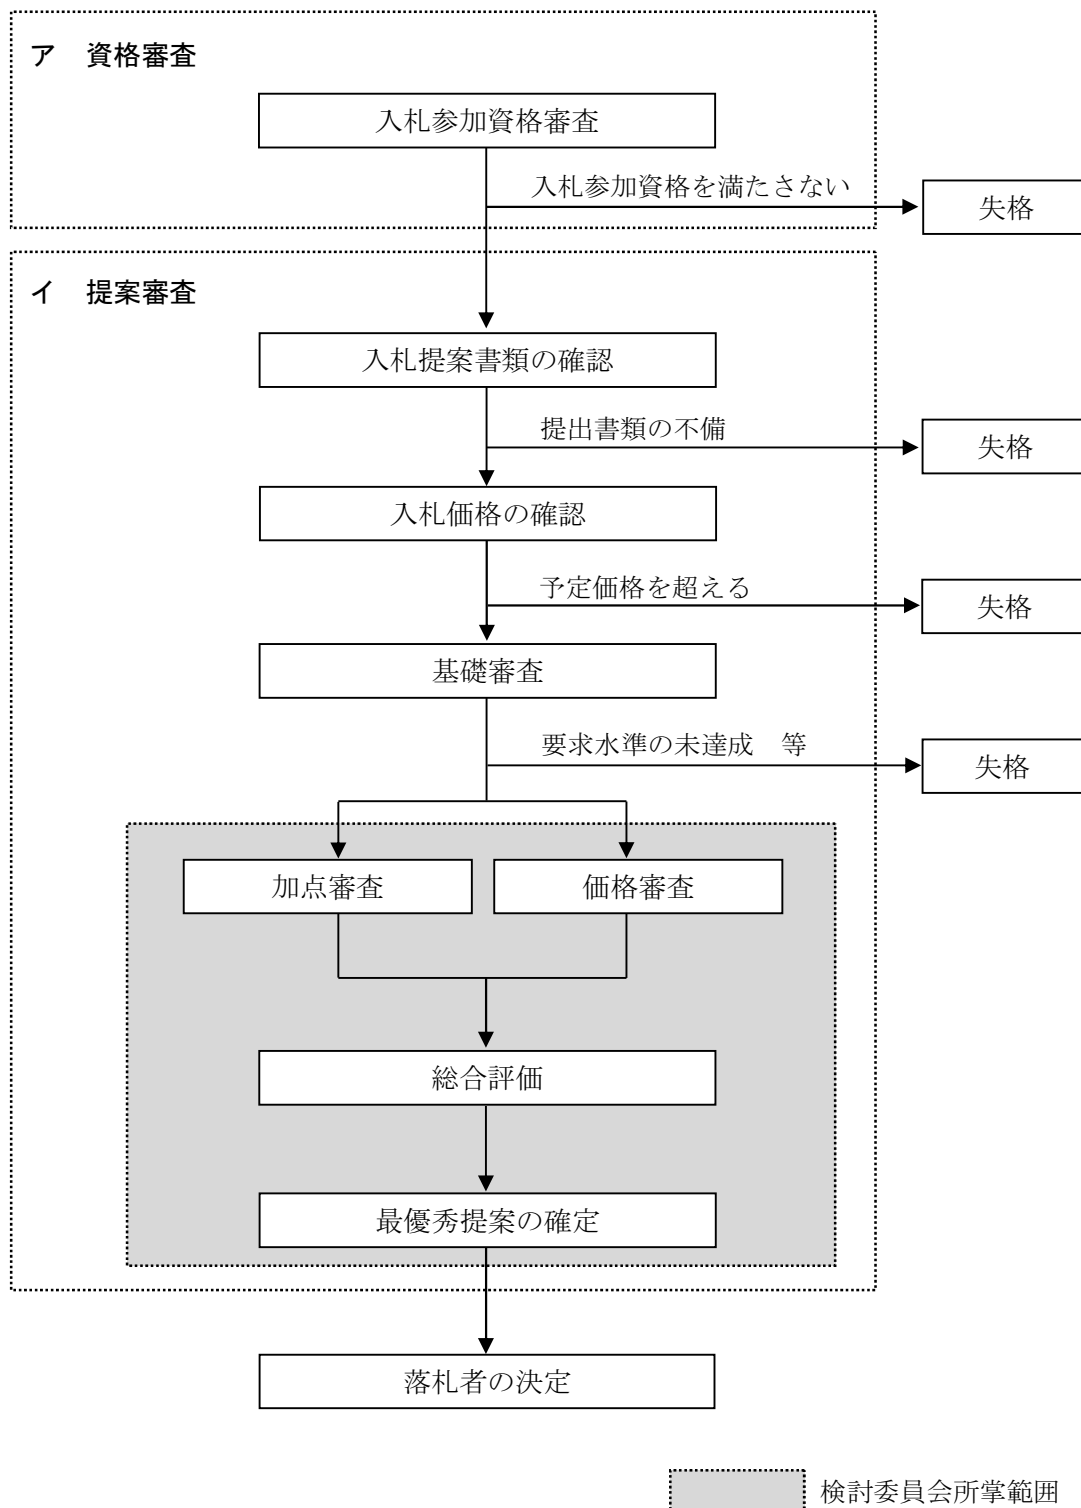 ア　資格審査
入札参加資格審査
入札参加資格を満たさない
失格
イ　提案審査
入札提案書類の確認
提出書類の不備
失格
入札価格の確認
予定価格を超える
失格
基礎審査
要求水準の未達成　等
失格
加点審査
価格審査
総合評価
最優秀提案の確定
落札者の決定
検討委員会所掌範囲